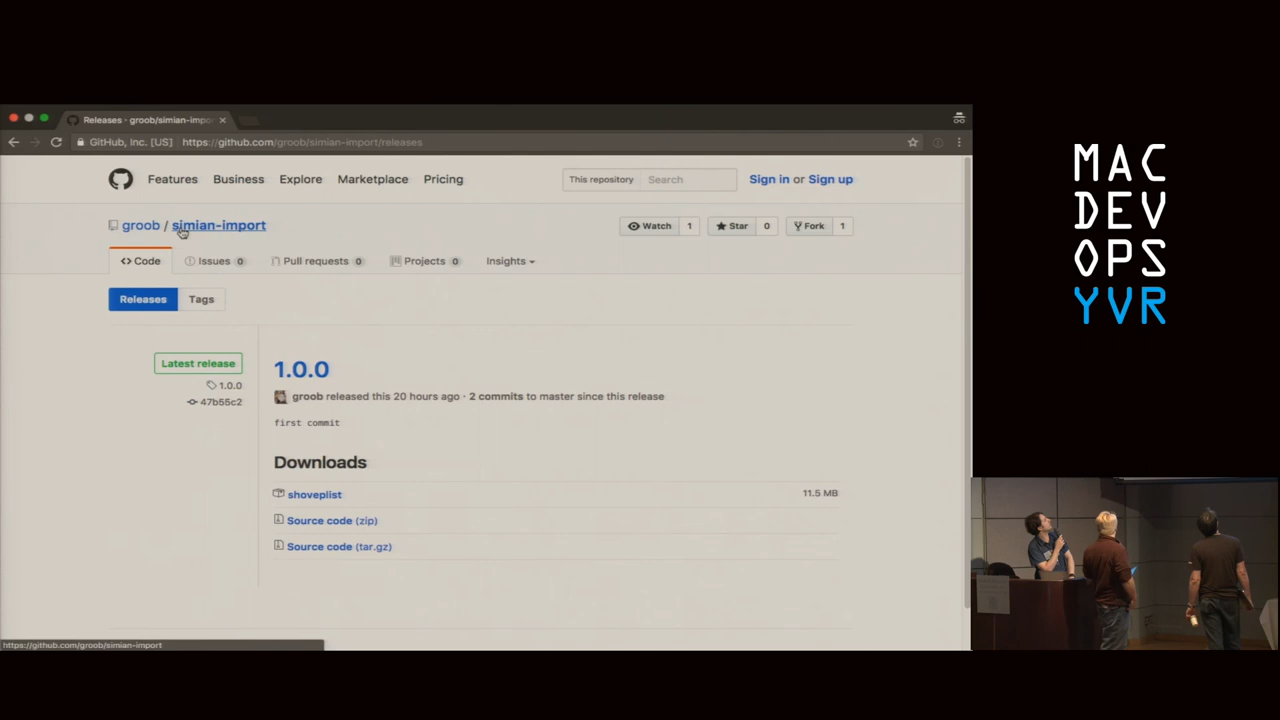 Releases · groob/simian-impor
GitHub, Inc. [US] https://github.com/groob/simian-import/releases
Features Business Explore Marketplace Pricing This repository Search Sign in or Sign up
groob / simian-import Watch 1 Star 0 Fork 1
<> Code Issues 0 Pull requests 0 Projects 0 Insights
Releases Tags
Latest release
1.0.0
47b55c2
1.0.0
groob released this 20 hours ago · 2 commits to master since this release
first commit
Downloads
shoveplist 11.5 MB
Source code (zip)
Source code (tar.gz)
https://github.com/groob/simian-import
MAC
DEV
OPS
YVR